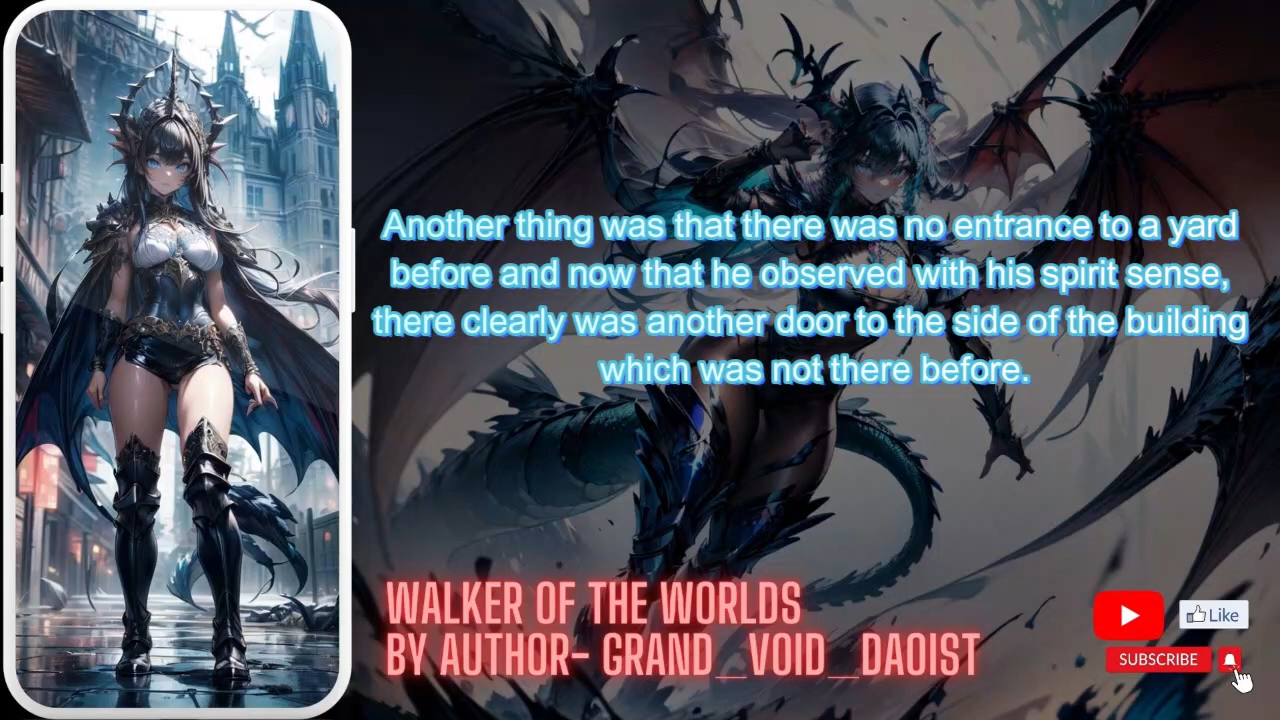 Another thing was that there was no entrance to a yard
before and now that he observed with his spirit sense,
there clearly was another door to the side of the building
which was not there before.
WALKER OF THE WORLDS
BY AUTHOR- GRAND_VOID_DAOIST
Like
SUBSCRIBE